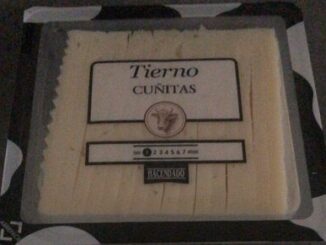 Tierno
CUÑITAS
1 2 3 4 5 6 7
HACENDADO